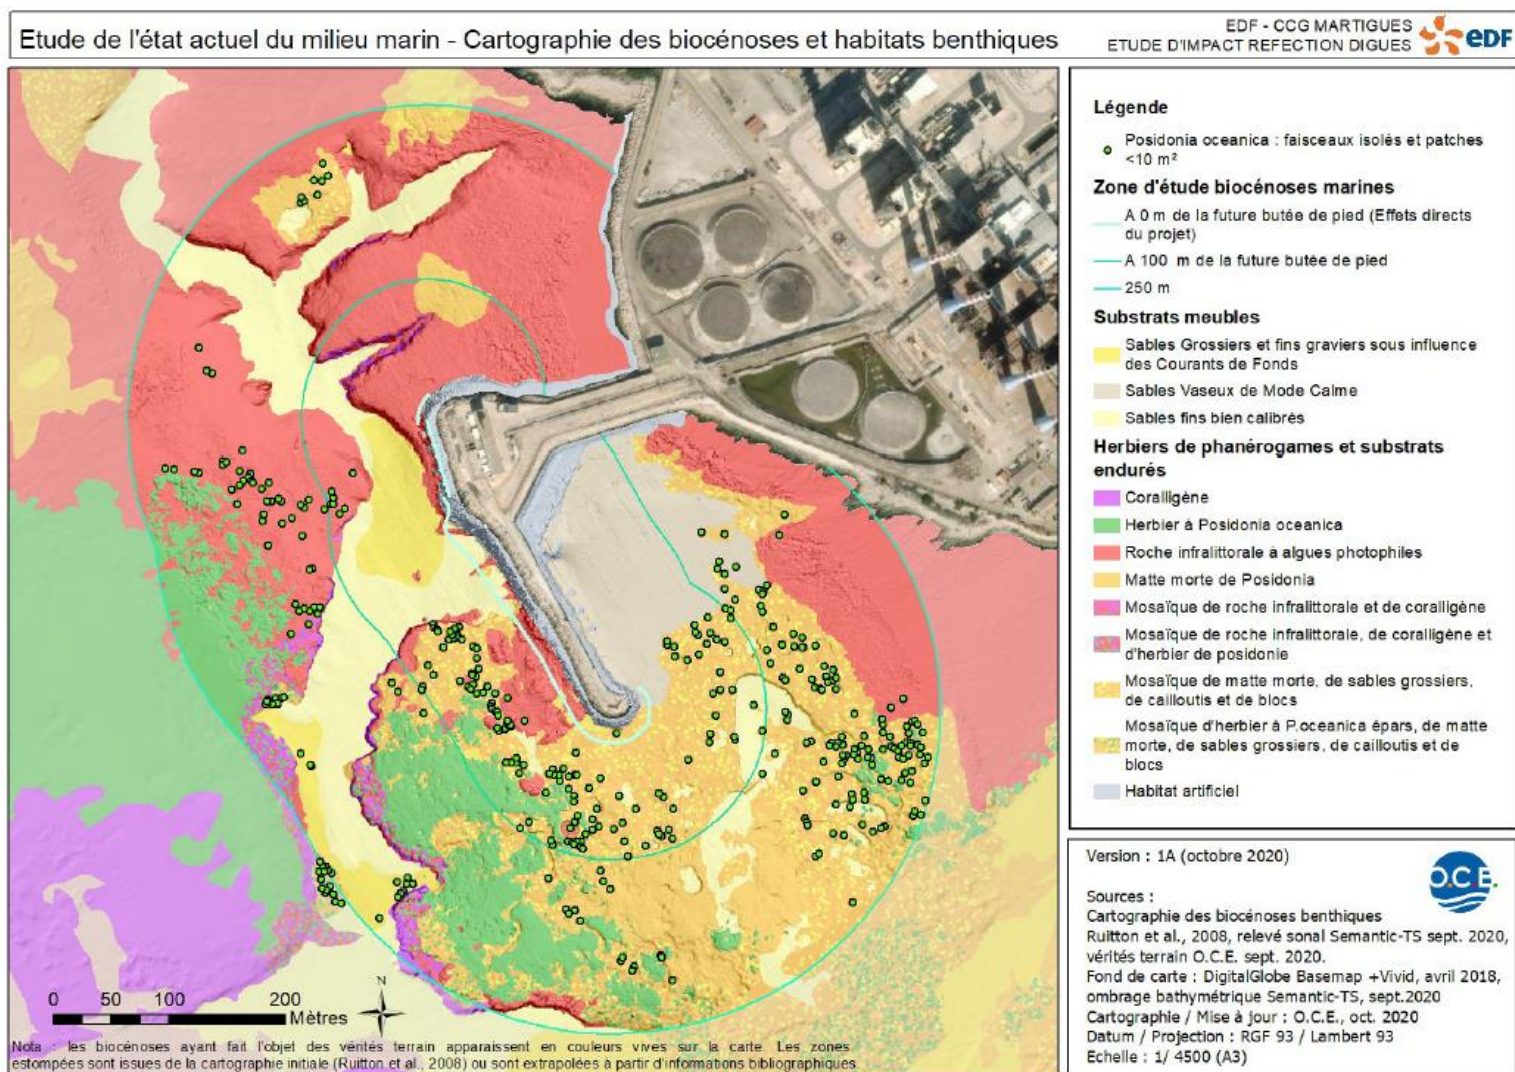 Etude de l'état actuel du milieu marin - Cartographie des biocénoses et habitats benthiques
EDF - CCG MARTIGUES
ETUDE D'IMPACT REFECTION DIGUES
eDF
Légende
Posidonia oceanica : faisceaux isolés et patches
<10 m²
Zone d'étude biocénoses marines
A 0 m de la future butée de pied (Effets directs
du projet)
A 100 m de la future butée de pied
250 m
Substrats meubles
Sables Grossiers et fins graviers sous influence
des Courants de Fonds
Sables Vaseux de Mode Calme
Sables fins bien calibrés
Herbiers de phanérogames et substrats
endurés
Coralligène
Herbier à Posidonia oceanica
Roche infralittorale à algues photophiles
Matte morte de Posidonia
Mosaïque de roche infralittorale et de coralligène
Mosaïque de roche infralittorale, de coralligène et
d'herbier de posidonie
Mosaïque de matte morte, de sables grossiers,
de cailloutis et de blocs
Mosaïque d'herbier à P.oceanica épars, de matte
morte, de sables grossiers, de cailloutis et de
blocs
Habitat artificiel
Version : 1A (octobre 2020)
O.C.E.
Sources :
Cartographie des biocénoses benthiques
Ruitton et al., 2008, relevé sonal Semantic-TS sept. 2020,
vérités terrain O.C.E. sept. 2020.
Fond de carte : DigitalGlobe Basemap +Vivid, avril 2018,
ombrage bathymétrique Semantic-TS, sept.2020
Cartographie / Mise à jour : O.C.E., oct. 2020
Datum / Projection : RGF 93 / Lambert 93
Echelle : 1/ 4500 (A3)
0 50 100 200
Mètres
N
Nota : les biocénoses ayant fait l'objet des vérités terrain apparaissent en couleurs vives sur la carte. Les zones
estompées sont issues de la cartographie initiale (Ruitton et al., 2008) ou sont extrapolées à partir d'informations bibliographiques.